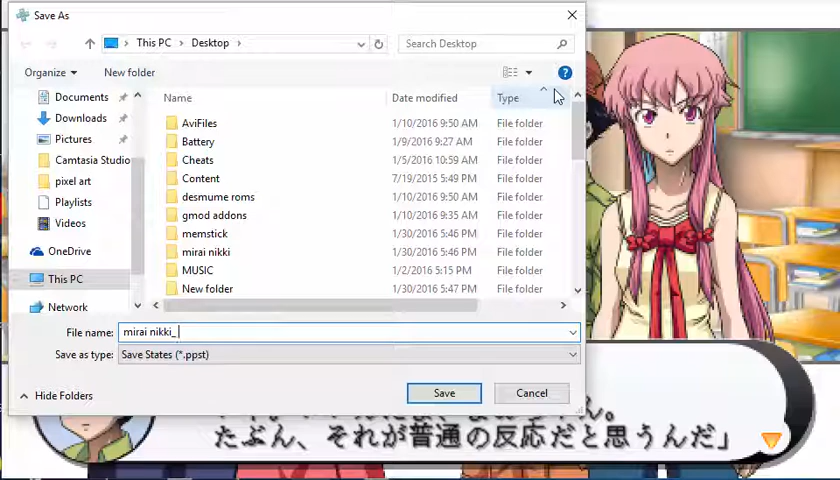 Save As
This PC
Desktop
Search Desktop
Organize
New folder
Name
Date modified
Type
Documents
Downloads
Pictures
Camtasia Studio
pixel art
Playlists
Videos
OneDrive
This PC
Network
AviFiles 1/10/2016 9:50 AM File folder
Battery 1/9/2016 9:27 AM File folder
Cheats 1/5/2016 10:59 AM File folder
Content 7/19/2015 5:49 PM File folder
desmume roms 1/10/2016 9:50 AM File folder
gmod addons 1/10/2016 9:35 AM File folder
memstick 1/30/2016 5:46 PM File folder
mirai nikki 1/30/2016 5:46 PM File folder
MUSIC 1/2/2016 5:15 PM File folder
New folder 1/30/2016 5:47 PM File folder
File name: mirai nikki_
Save as type: Save States (*.ppst)
Hide Folders
Save
Cancel
たぶん、それが普通の反応だと思うんだ」